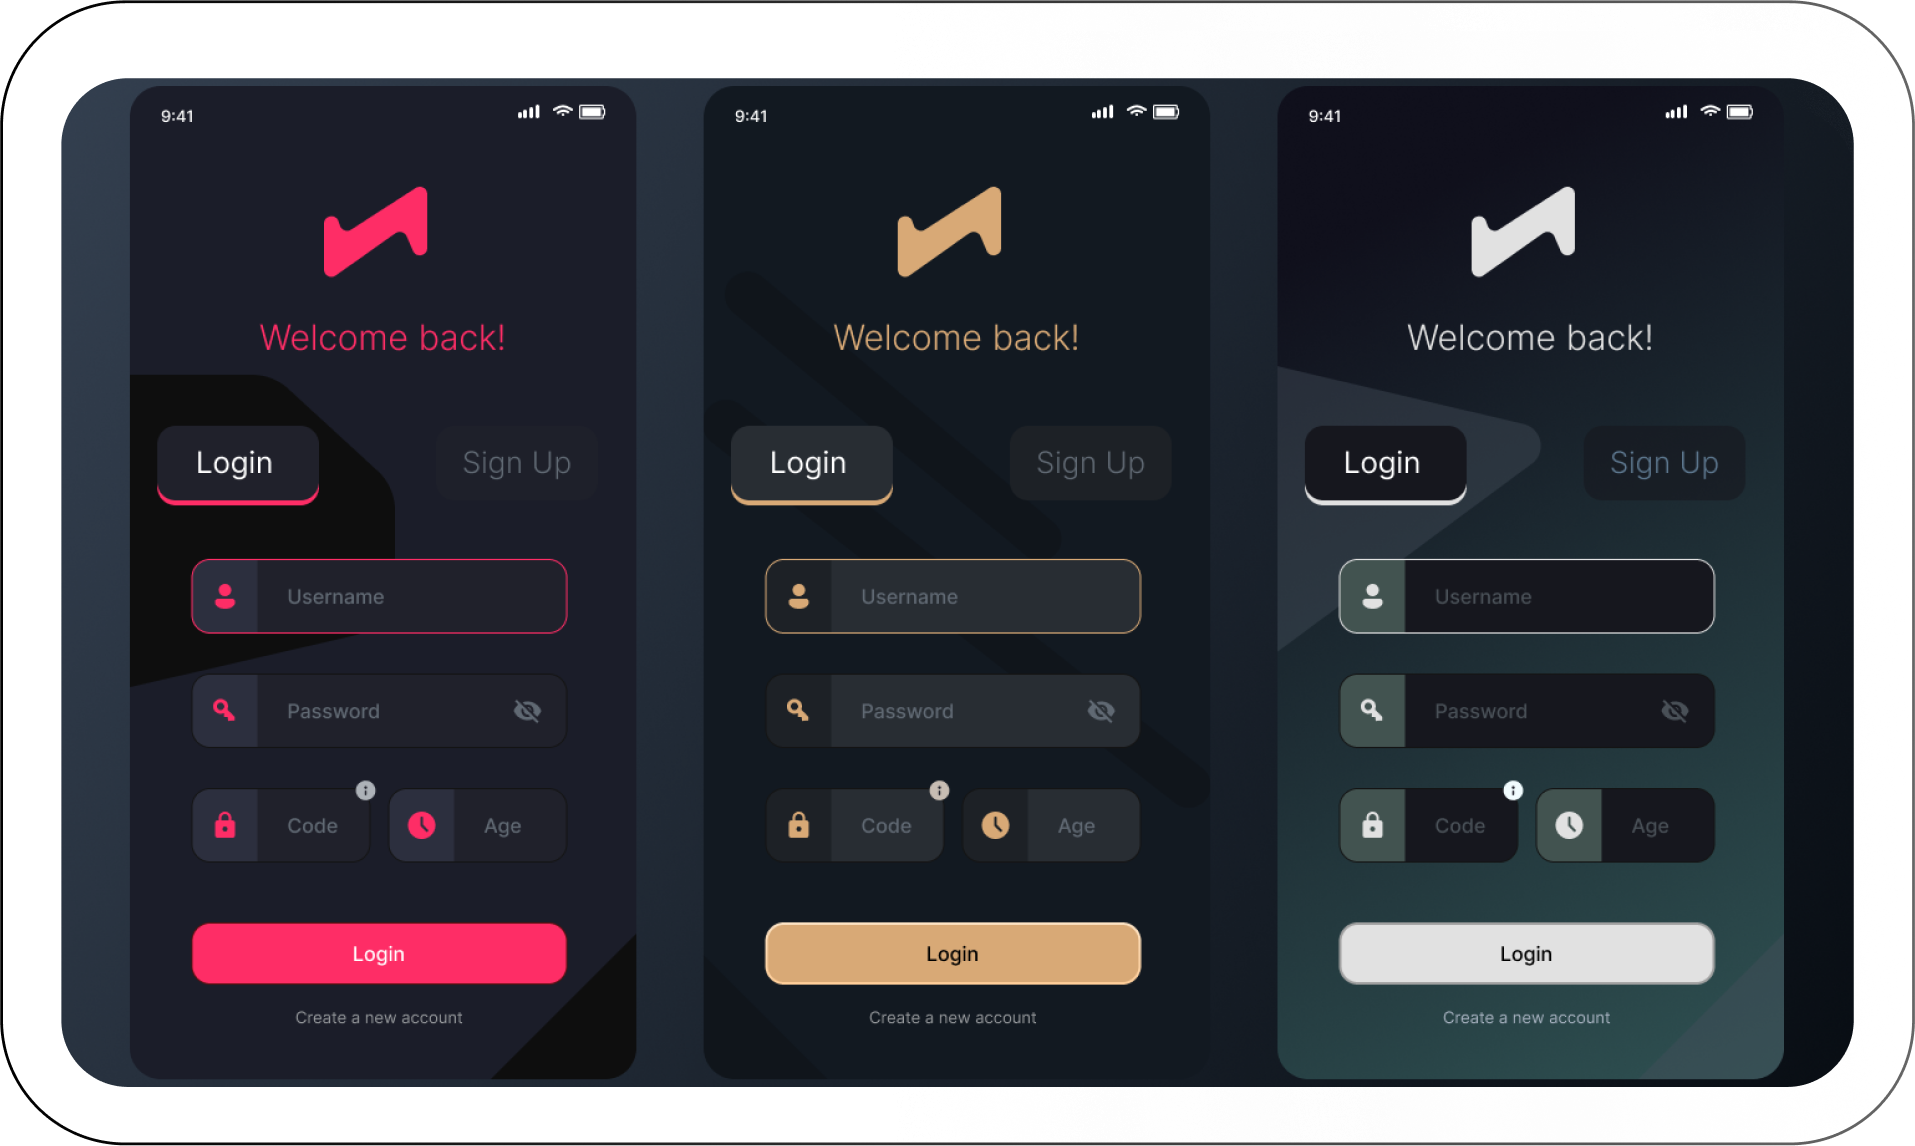 9:41
Welcome back!
Login
Sign Up
Username
Password
Code
Age
Login
Create a new account
9:41
Welcome back!
Login
Sign Up
Username
Password
Code
Age
Login
Create a new account
9:41
Welcome back!
Login
Sign Up
Username
Password
Code
Age
Login
Create a new account